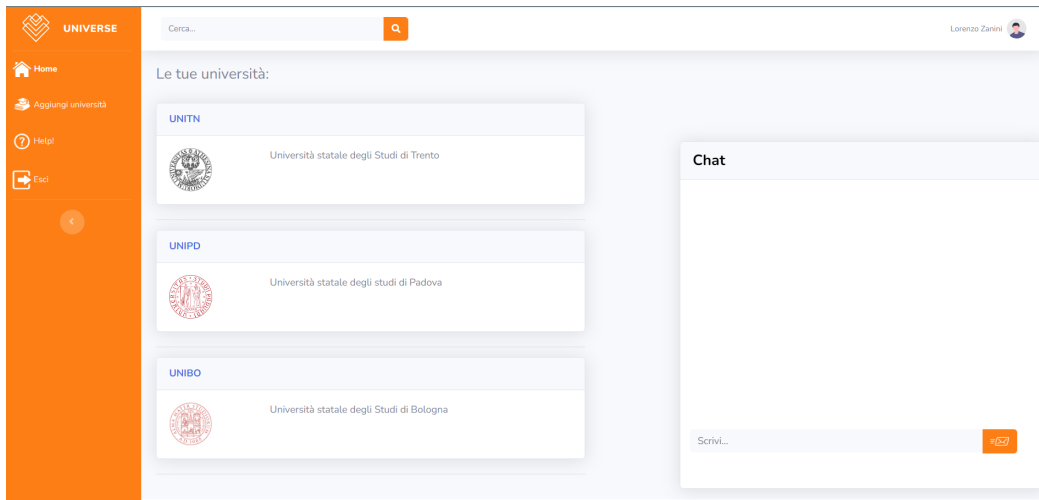 UNIVERSE
Cerca...
Lorenzo Zanini
Home
Aggiungi università
Help!
Esci
Le tue università:
UNITN
Università statale degli Studi di Trento
UNIPD
Università statale degli studi di Padova
UNIBO
Università statale degli Studi di Bologna
Chat
Scrivi...